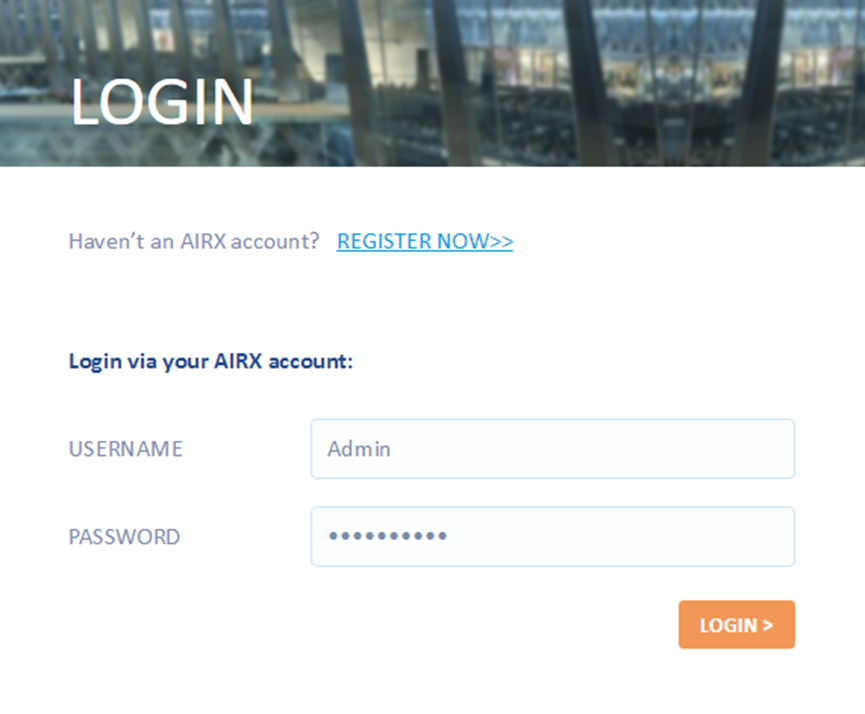 LOGIN
Haven’t an AIRX account? REGISTER NOW>>
Login via your AIRX account:
USERNAME Admin
PASSWORD ••••••••••
LOGIN >